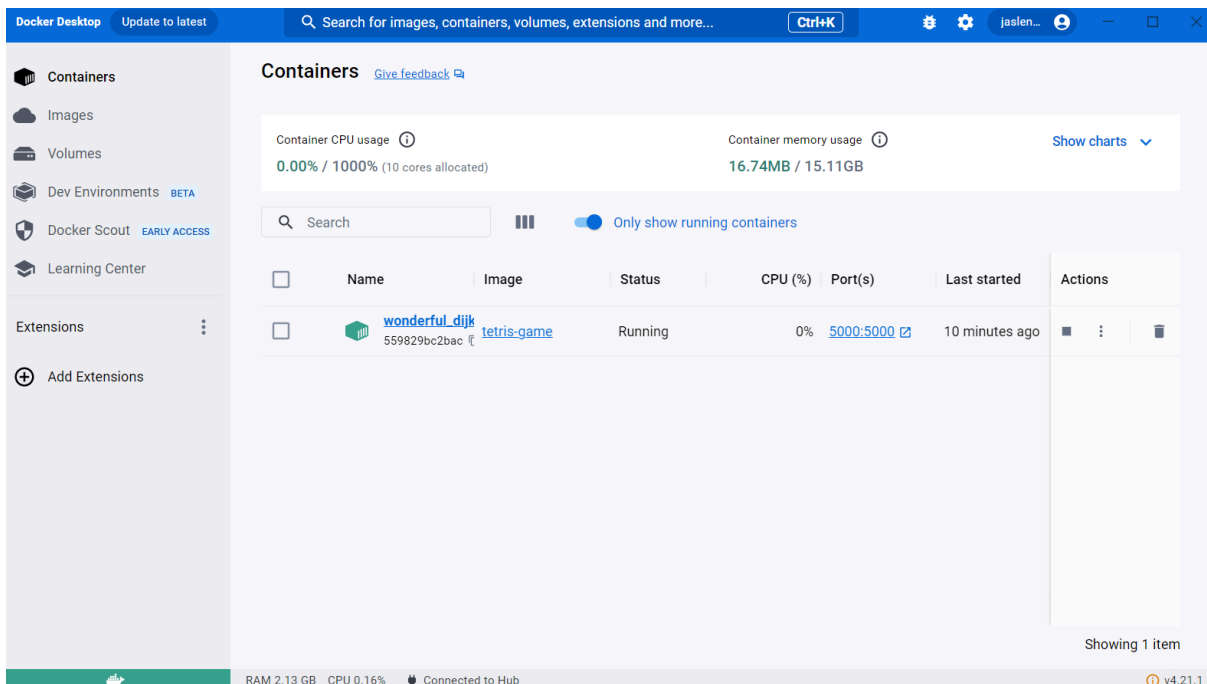 Docker Desktop Update to latest Search for images, containers, volumes, extensions and more... Ctrl+K jaslen...
Containers
Images
Volumes
Dev Environments BETA
Docker Scout EARLY ACCESS
Learning Center
Extensions
Add Extensions
Containers Give feedback
Container CPU usage
0.00% / 1000% (10 cores allocated)
Container memory usage
16.74MB / 15.11GB
Show charts
Search
Only show running containers
Name Image Status CPU (%) Port(s) Last started Actions
wonderful_dijk
559829bc2bac
tetris-game Running 0% 5000:5000 10 minutes ago
Showing 1 item
RAM 2.13 GB CPU 0.16% Connected to Hub v4.21.1